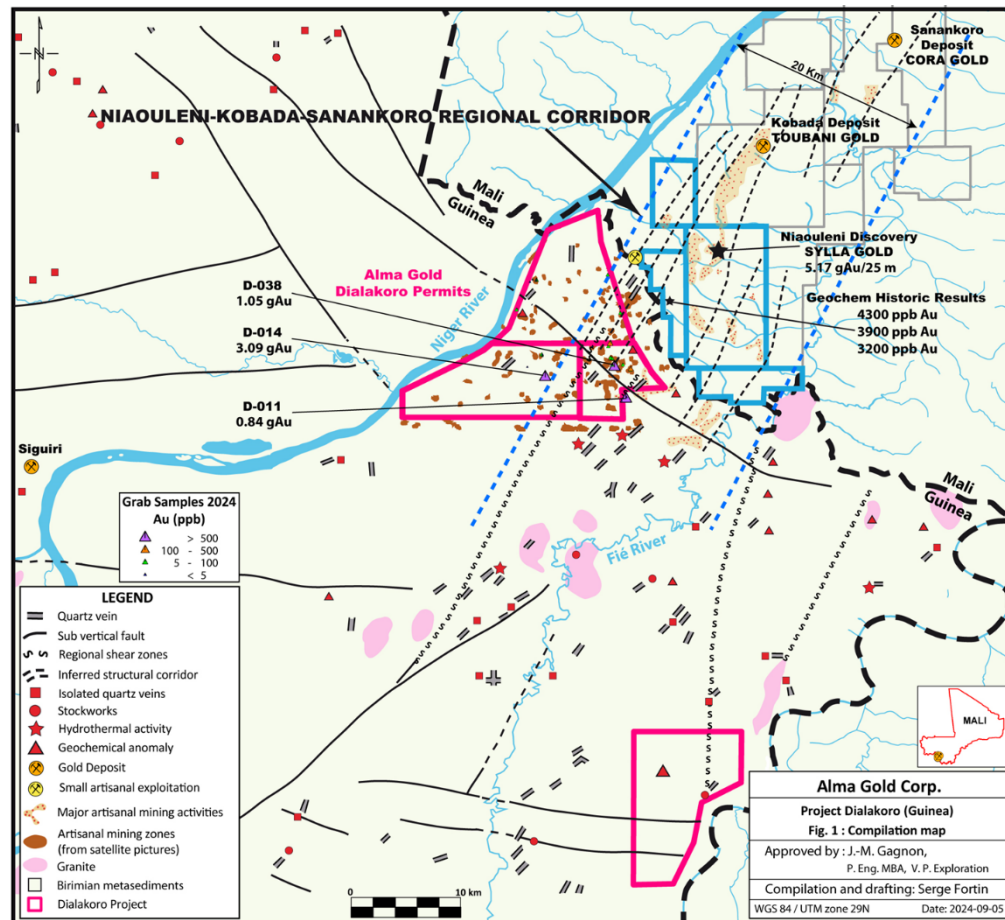 N
Sanankoro
Deposit
CORA GOLD
20 Km
NIAOULENI-KOBADA-SANANKORO REGIONAL CORRIDOR
Kobada Deposit
TOUBANI GOLD
Mali
Guinea
Niaouleni Discovery
SYLLA GOLD
5.17 gAu/25 m
Alma Gold
Dialakoro Permits
Geochem Historic Results
4300 ppb Au
3900 ppb Au
3200 ppb Au
D-038
1.05 gAu
Niger River
D-014
3.09 gAu
D-011
0.84 gAu
Siguiri
Mali
Guinea
Fié River
Grab Samples 2024
Au (ppb)
> 500
100 - 500
5 - 100
< 5
LEGEND
Quartz vein
Sub vertical fault
Regional shear zones
Inferred structural corridor
Isolated quartz veins
Stockworks
Hydrothermal activity
Geochemical anomaly
Gold Deposit
Small artisanal exploitation
Major artisanal mining activities
Artisanal mining zones
(from satellite pictures)
Granite
Birimian metasediments
Dialakoro Project
0
10 km
MALI
Alma Gold Corp.
Project Dialakoro (Guinea)
Fig. 1 : Compilation map
Approved by : J.-M. Gagnon,
P. Eng. MBA, V. P. Exploration
Compilation and drafting: Serge Fortin
WGS 84 / UTM zone 29N Date: 2024-09-05